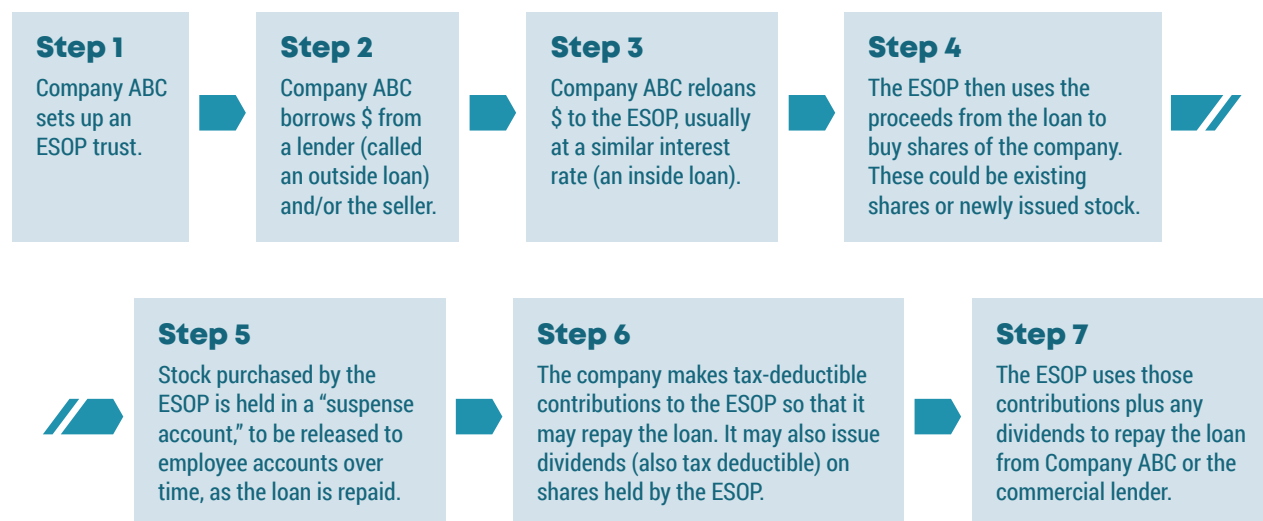 Step 1
Company ABC
sets up an
ESOP trust.
Step 2
Company ABC
borrows $ from
a lender (called
an outside loan)
and/or the seller.
Step 3
Company ABC reloans
$ to the ESOP, usually
at a similar interest
rate (an inside loan).
Step 4
The ESOP then uses the
proceeds from the loan to
buy shares of the company.
These could be existing
shares or newly issued stock.
Step 5
Stock purchased by the
ESOP is held in a “suspense
account,” to be released to
employee accounts over
time, as the loan is repaid.
Step 6
The company makes tax-deductible
contributions to the ESOP so that it
may repay the loan. It may also issue
dividends (also tax deductible) on
shares held by the ESOP.
Step 7
The ESOP uses those
contributions plus any
dividends to repay the loan
from Company ABC or the
commercial lender.